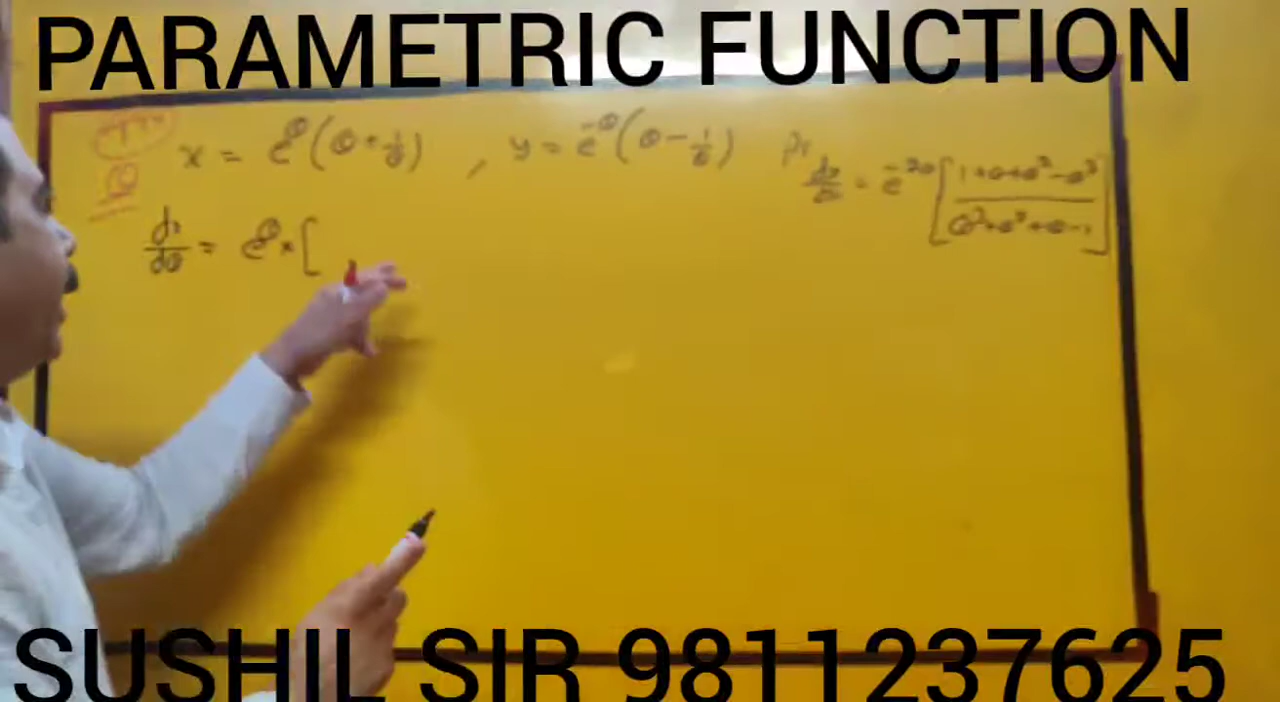 PARAMETRIC FUNCTION
x = e^θ(θ + 1/θ) , y = e^-θ(θ - 1/θ)
dy/dx = e^-2θ [1+θ+θ²-θ³ / θ²+θ³+θ-1]
dx/dθ = e^θ × [
SUSHIL SIR 9811237625